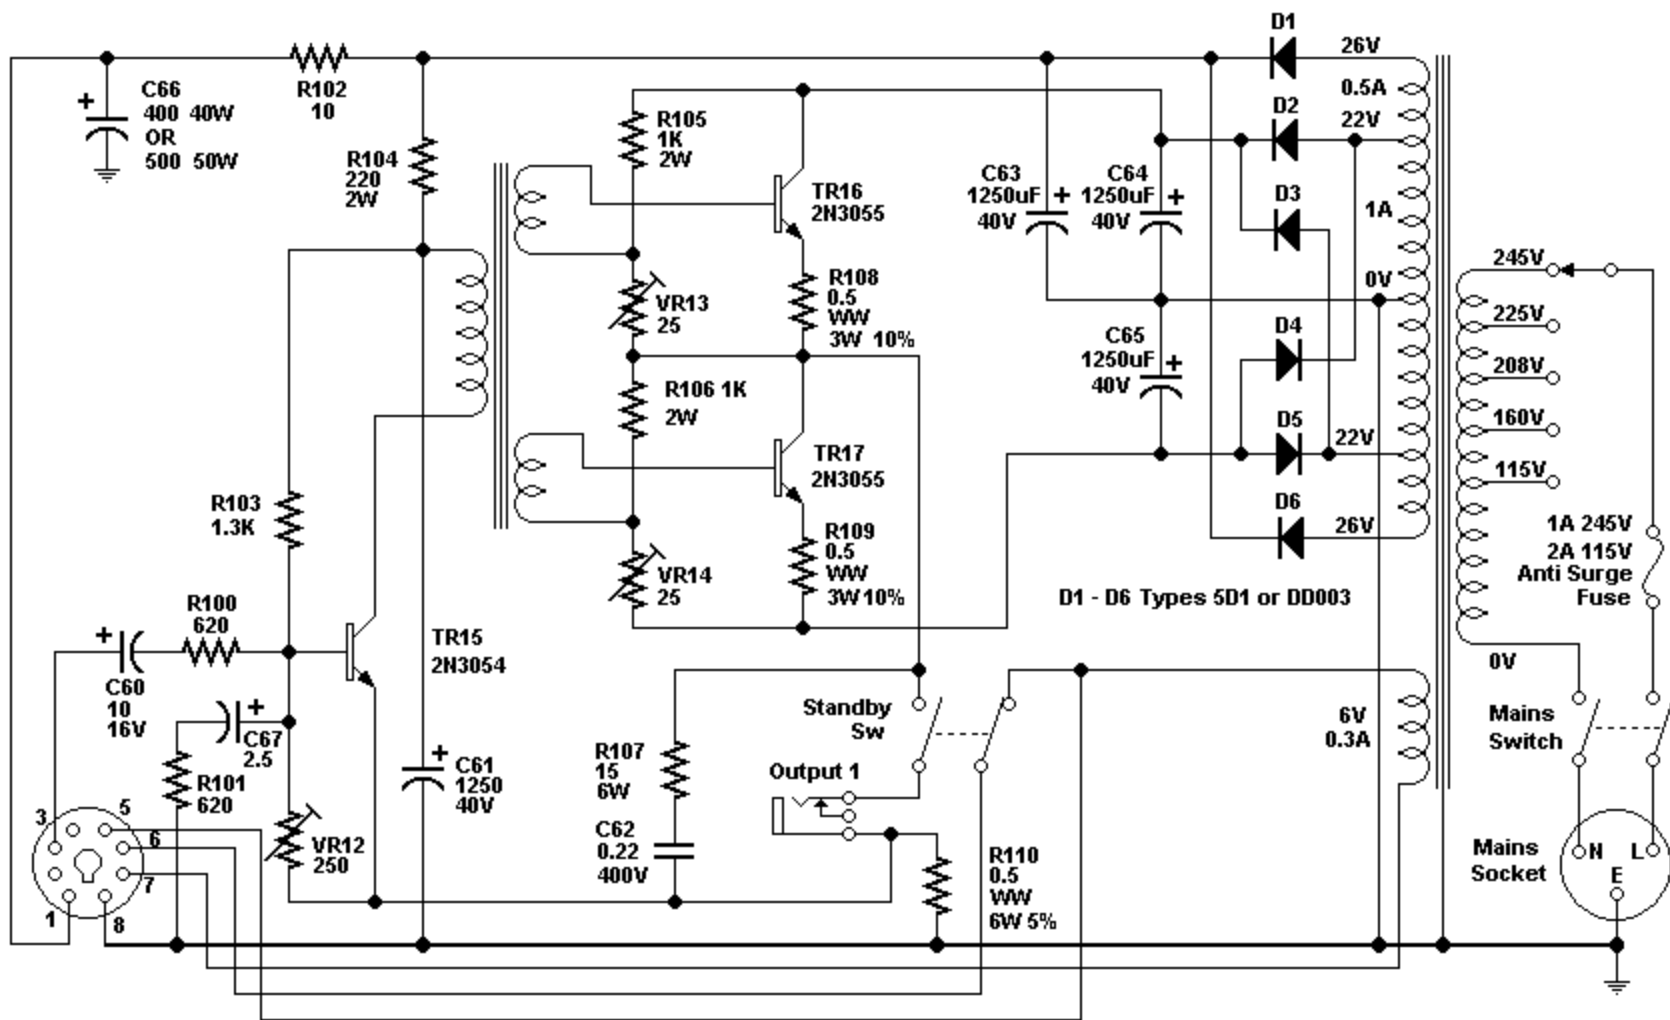 D1
26V
0.5A
D2
22V
C66
400 40W
OR
500 50W
R102
10
R104
220
2W
R105
1K
2W
TR16
2N3055
C63
1250uF
40V
C64
1250uF
40V
D3
1A
0V
R108
0.5
WW
3W 10%
VR13
25
R106 1K
2W
C65
1250uF
40V
D4
D5
22V
245V
225V
208V
160V
115V
TR17
2N3055
R103
1.3K
R109
0.5
WW
3W 10%
VR14
25
D6
26V
D1 - D6 Types 5D1 or DD003
1A 245V
2A 115V
Anti Surge
Fuse
R100
620
TR15
2N3054
C60
10
16V
C67
2.5
R101
620
0V
Standby
Sw
6V
0.3A
Mains
Switch
R107
15
6W
Output 1
C61
1250
40V
3
5
6
7
1
8
VR12
250
C62
0.22
400V
R110
0.5
WW
6W 5%
Mains
Socket
N
L
E